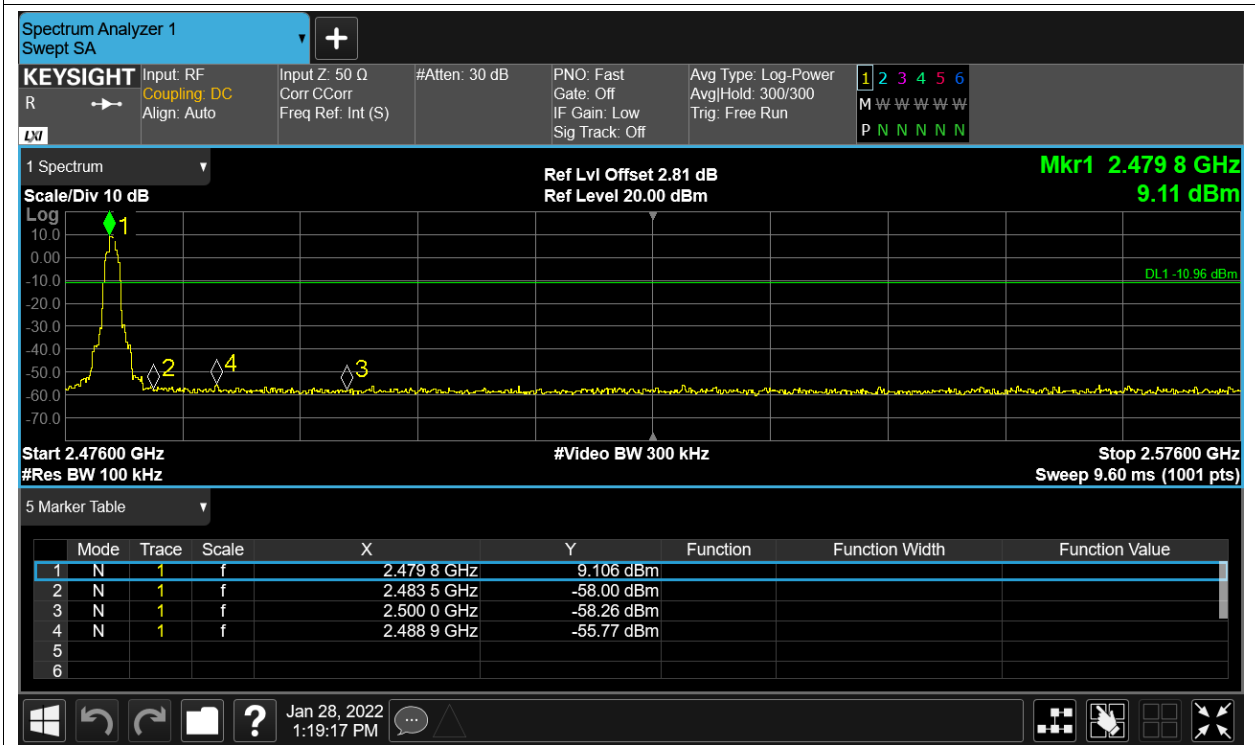 Spectrum Analyzer 1
Swept SA
KEYSIGHT Input: RF Input Z: 50 Ω #Atten: 30 dB PNO: Fast Avg Type: Log-Power 1 2 3 4 5 6
R Coupling: DC Corr CCorr Gate: Off Avg|Hold: 300/300 M W W W W W
Align: Auto Freq Ref: Int (S) IF Gain: Low Trig: Free Run
LXI Sig Track: Off P N N N N N
1 Spectrum Ref Lvl Offset 2.81 dB Mkr1 2.479 8 GHz
Scale/Div 10 dB Ref Level 20.00 dBm 9.11 dBm
Log
1
10.0
0.00
-10.0 DL1 -10.96 dBm
-20.0
-30.0
-40.0
2 4 3
-50.0
-60.0
-70.0
Start 2.47600 GHz #Video BW 300 kHz Stop 2.57600 GHz
#Res BW 100 kHz Sweep 9.60 ms (1001 pts)
5 Marker Table
Mode Trace Scale X Y Function Function Width Function Value
1 N 1 f 2.479 8 GHz 9.106 dBm
2 N 1 f 2.483 5 GHz -58.00 dBm
3 N 1 f 2.500 0 GHz -58.26 dBm
4 N 1 f 2.488 9 GHz -55.77 dBm
5
6
? Jan 28, 2022
1:19:17 PM